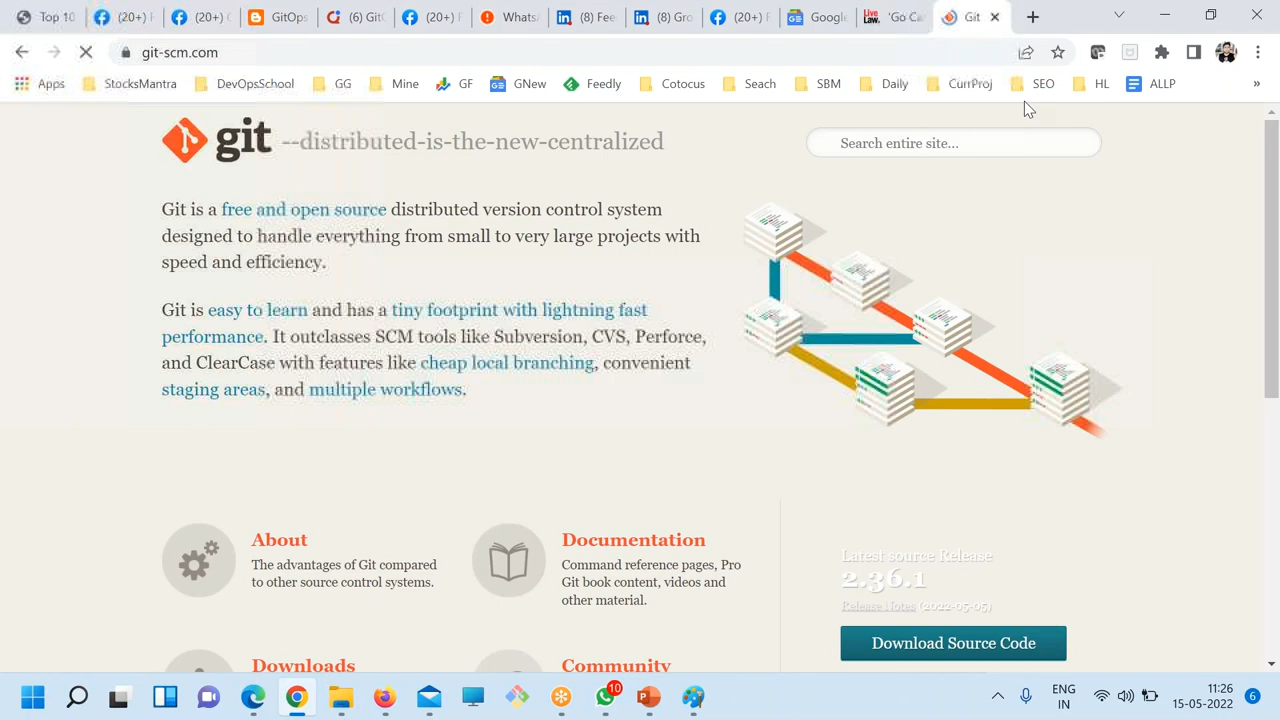 Top 10
(20+) F
(20+) C
GitOps
(6) GitO
(20+) F
Whats
(8) Fee
(8) Gro
(20+) F
Google
Live Law.
'Go Ca
Git
git-scm.com
Apps
StocksMantra
DevOpsSchool
GG
Mine
GF
GNew
Feedly
Cotocus
Seach
SBM
Daily
CurrProj
SEO
HL
ALLP
»
git --distributed-is-the-new-centralized
Search entire site...
Git is a free and open source distributed version control system
designed to handle everything from small to very large projects with
speed and efficiency.
Git is easy to learn and has a tiny footprint with lightning fast
performance. It outclasses SCM tools like Subversion, CVS, Perforce,
and ClearCase with features like cheap local branching, convenient
staging areas, and multiple workflows.
About
The advantages of Git compared
to other source control systems.
Documentation
Command reference pages, Pro
Git book content, videos and
other material.
Latest source Release
2.36.1
Release Notes (2022-05-05)
Download Source Code
Downloads
Community
10
ENG
IN
11:26
15-05-2022
6